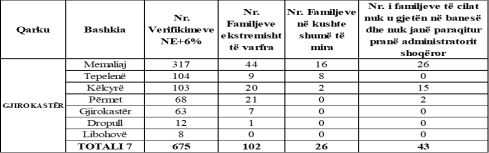 Qarku Bashkia Nr. Verifikimeve NE+6% Nr. Familjeve ekstremisht të varfra Nr. Familjeve në kushte shumë të mira Nr. i familjeve të cilat nuk u gjetën në banesë dhe nuk janë paraqitur pranë administratorit shoqëror
GJIROKASTËR
Memaliaj 317 44 16 26
Tepelenë 104 9 8 0
Këlcyrë 103 20 2 15
Përmet 68 21 0 2
Gjirokastër 63 7 0 0
Dropull 12 1 0 0
Libohovë 8 0 0 0
TOTALI 7 675 102 26 43